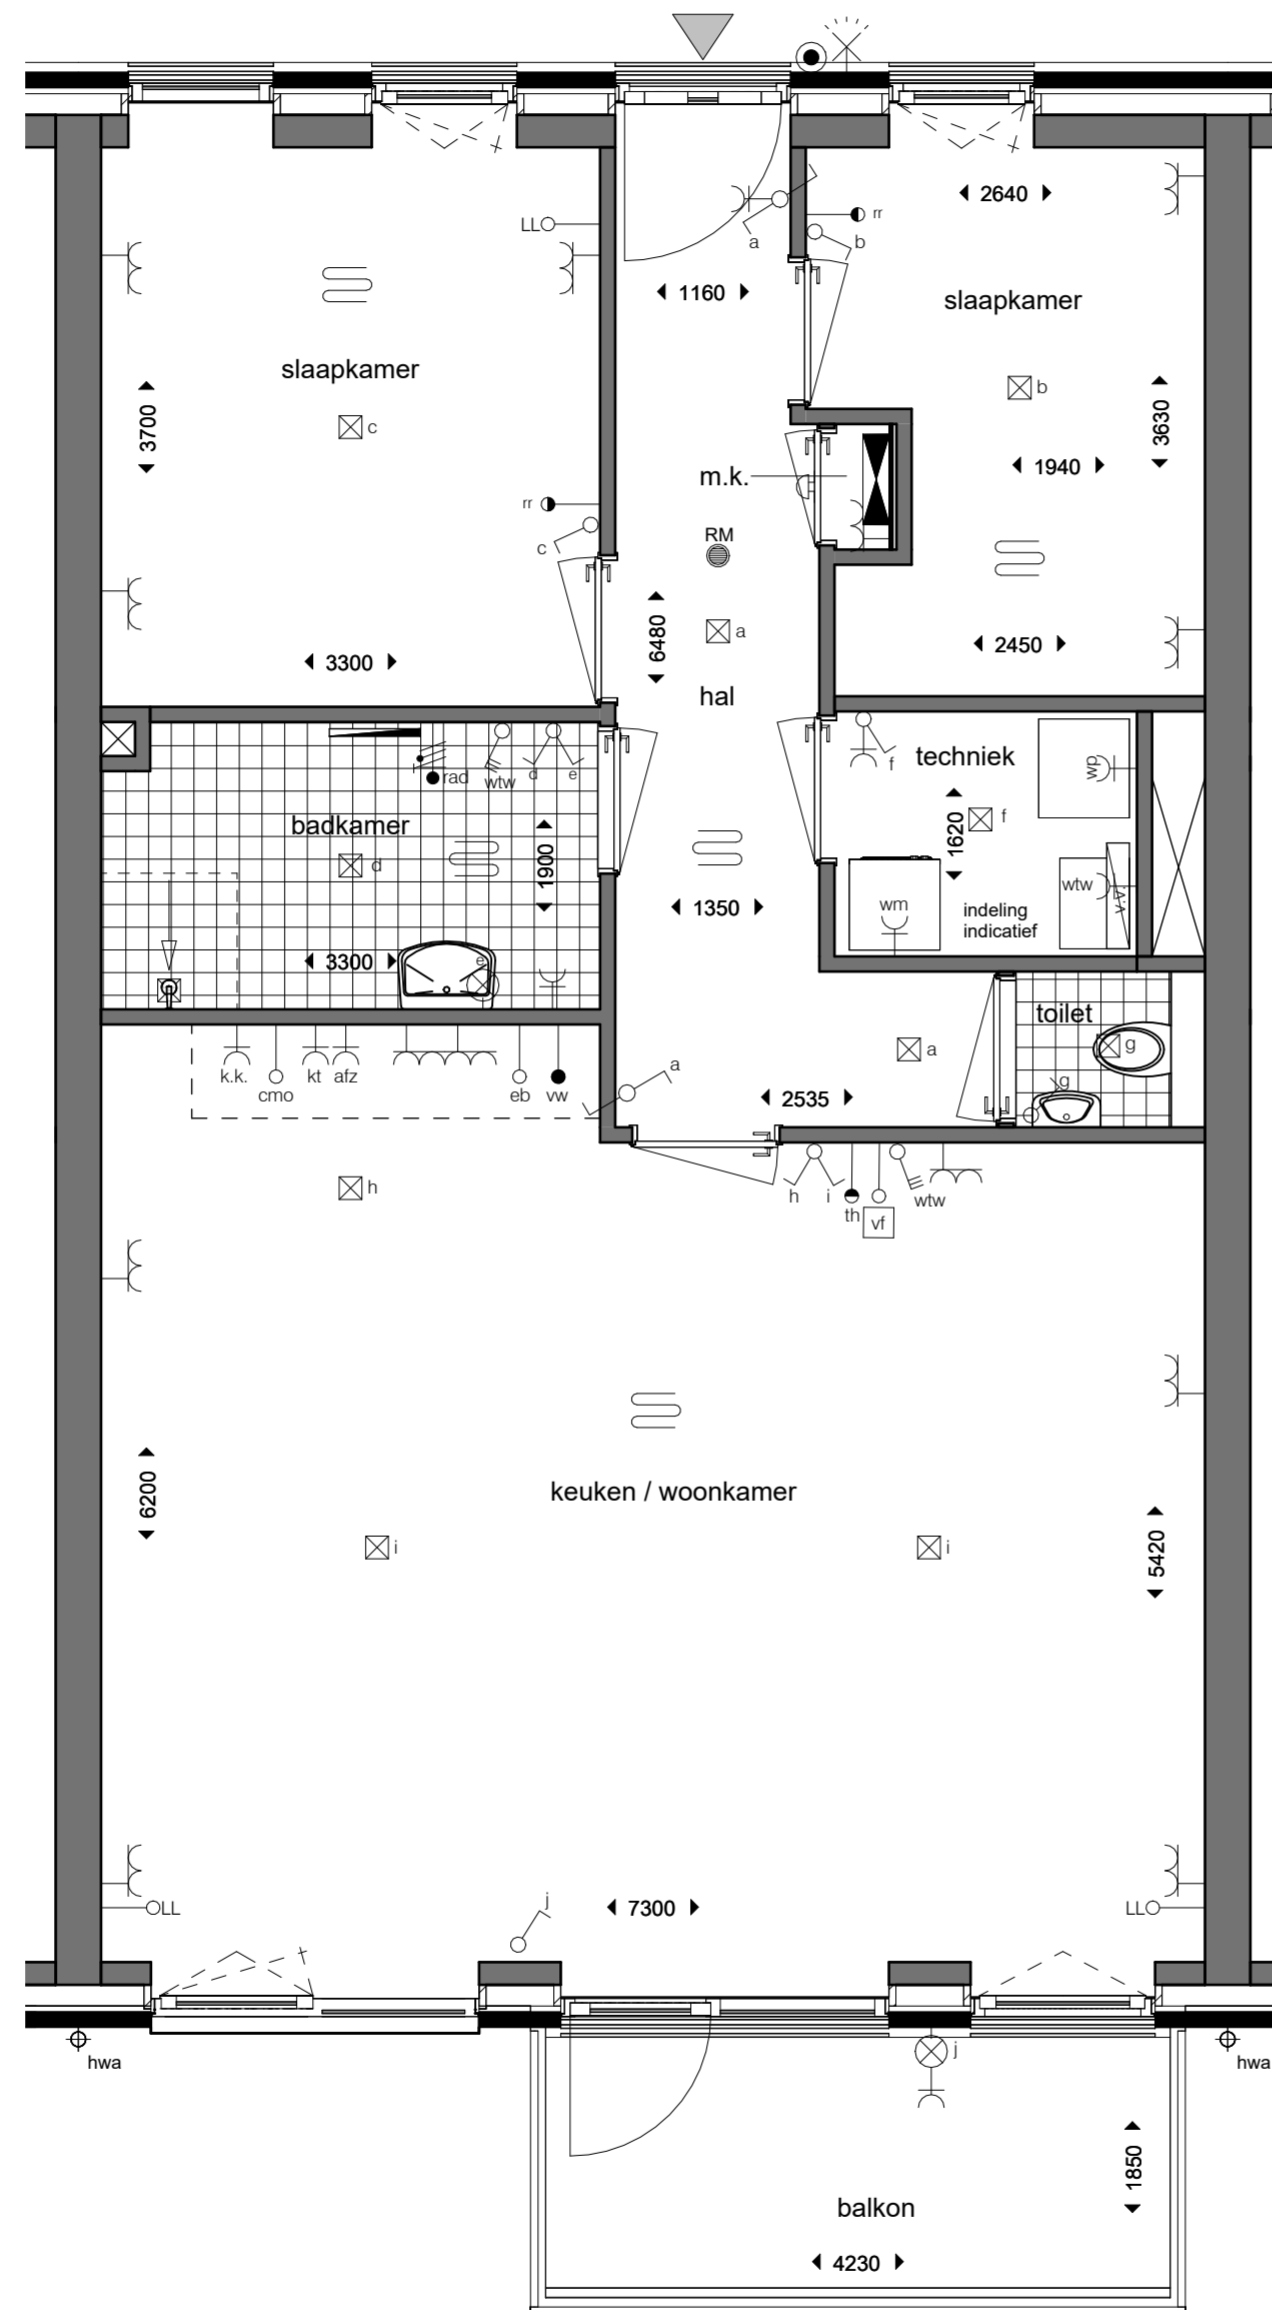 a
rr
b
2640
LL
1160
slaapkamer
slaapkamer
b
c
3700
3630
1940
m.k.
rr
c
RM
a
6480
2450
3300
hal
rad
wtw
d
e
f
techniek
wp
badkamer
d
1900
f
1620
wtw
v.v.
wm
1350
indeling
indicatief
3300
e
toilet
g
a
g
k.k.
cmo
kt
afz
eb
vw
a
2535
h
h
i
th
vf
wtw
6200
keuken / woonkamer
i
i
5420
LL
j
7300
LL
hwa
j
hwa
1850
balkon
4230